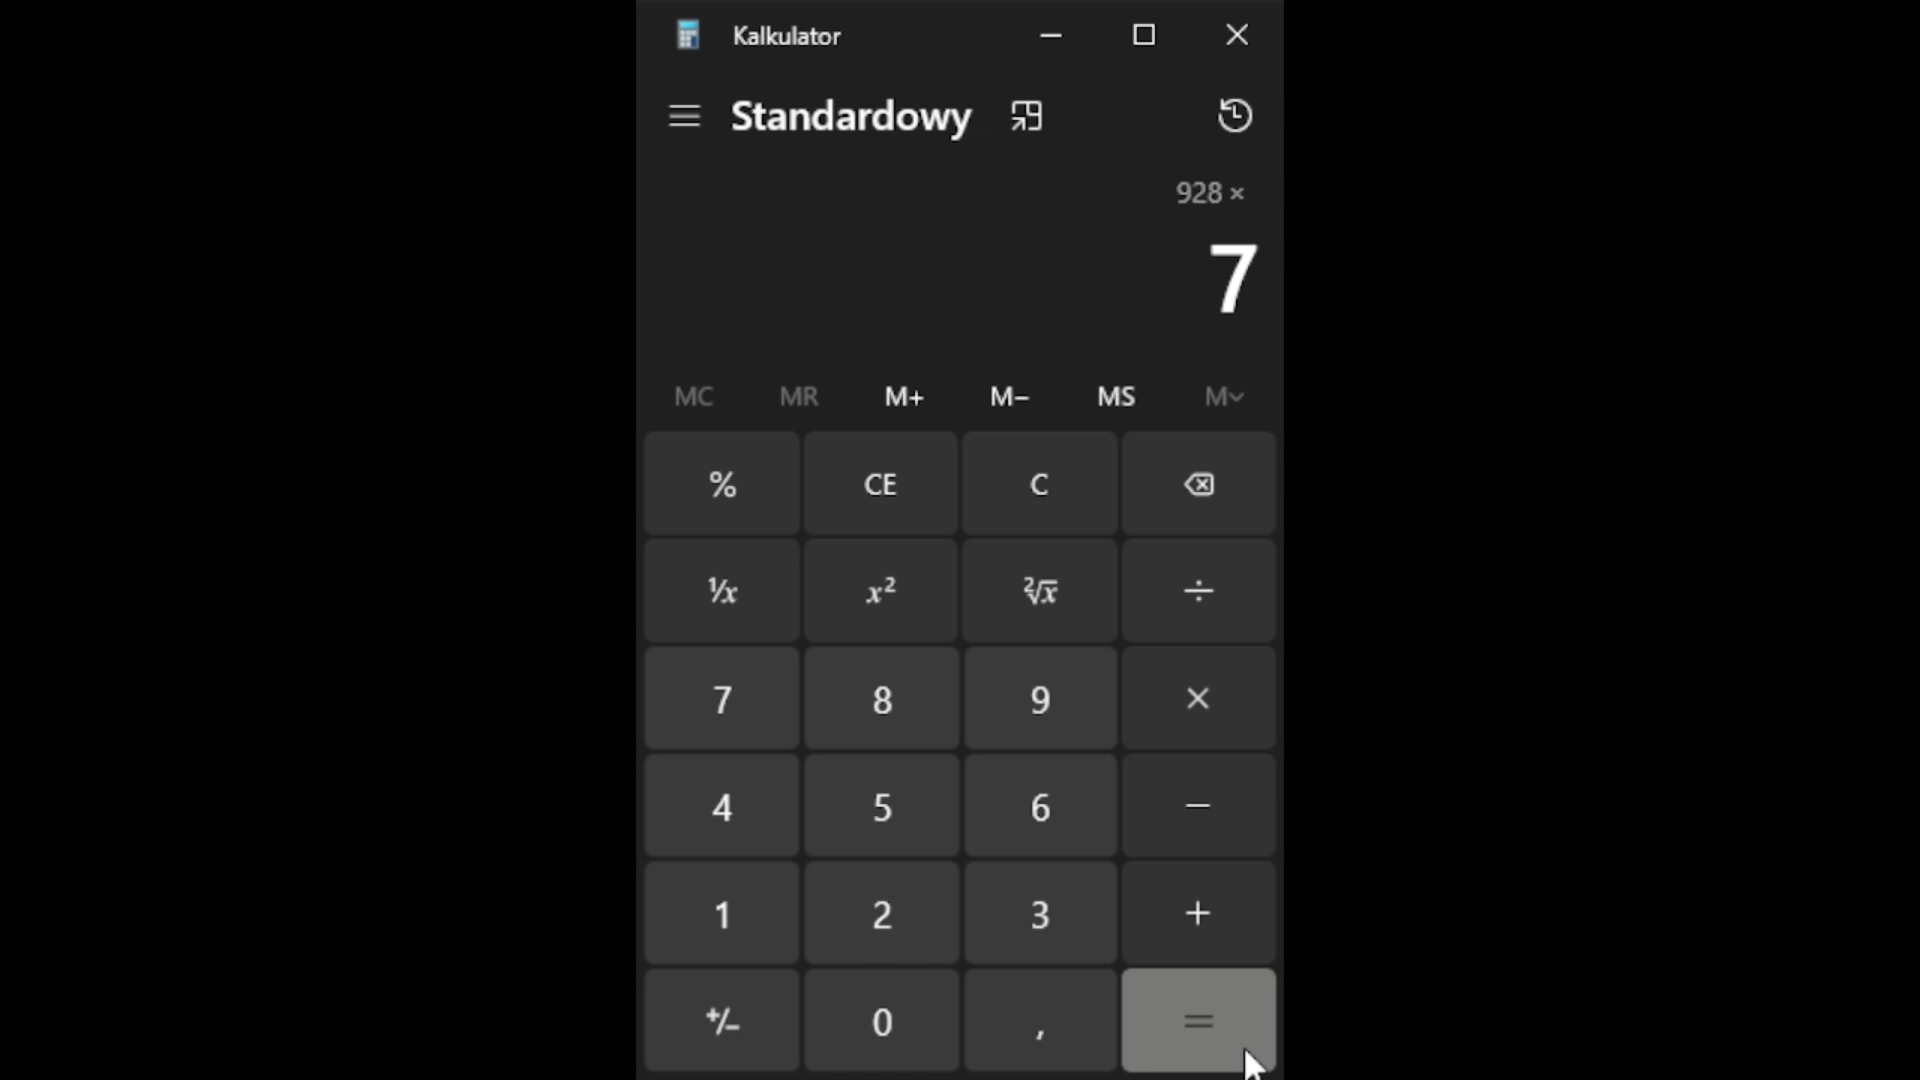 Kalkulator
Standardowy
928 ×
7
MC MR M+ M− MS M
% CE C
¹/x x² ²√x ÷
7 8 9 ×
4 5 6 −
1 2 3 +
+/− 0 , =